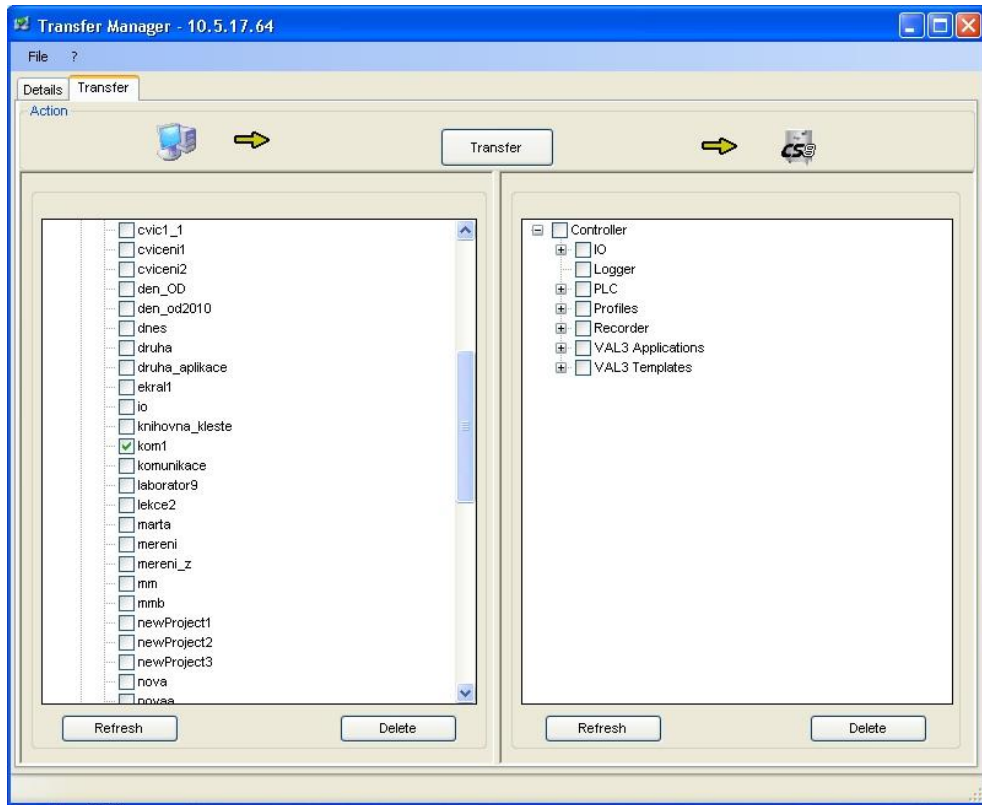 Transfer Manager - 10.5.17.64
File ?
Details Transfer
Action
Transfer
CS8
cvic1_1
cviceni1
cviceni2
den_OD
den_od2010
dnes
druha
druha_aplikace
ekral1
io
knihovna_kleste
kom1
komunikace
laborator9
lekce2
marta
mereni
mereni_z
mm
mmb
newProject1
newProject2
newProject3
nova
novaa
Refresh Delete
Controller
IO
Logger
PLC
Profiles
Recorder
VAL3 Applications
VAL3 Templates
Refresh Delete